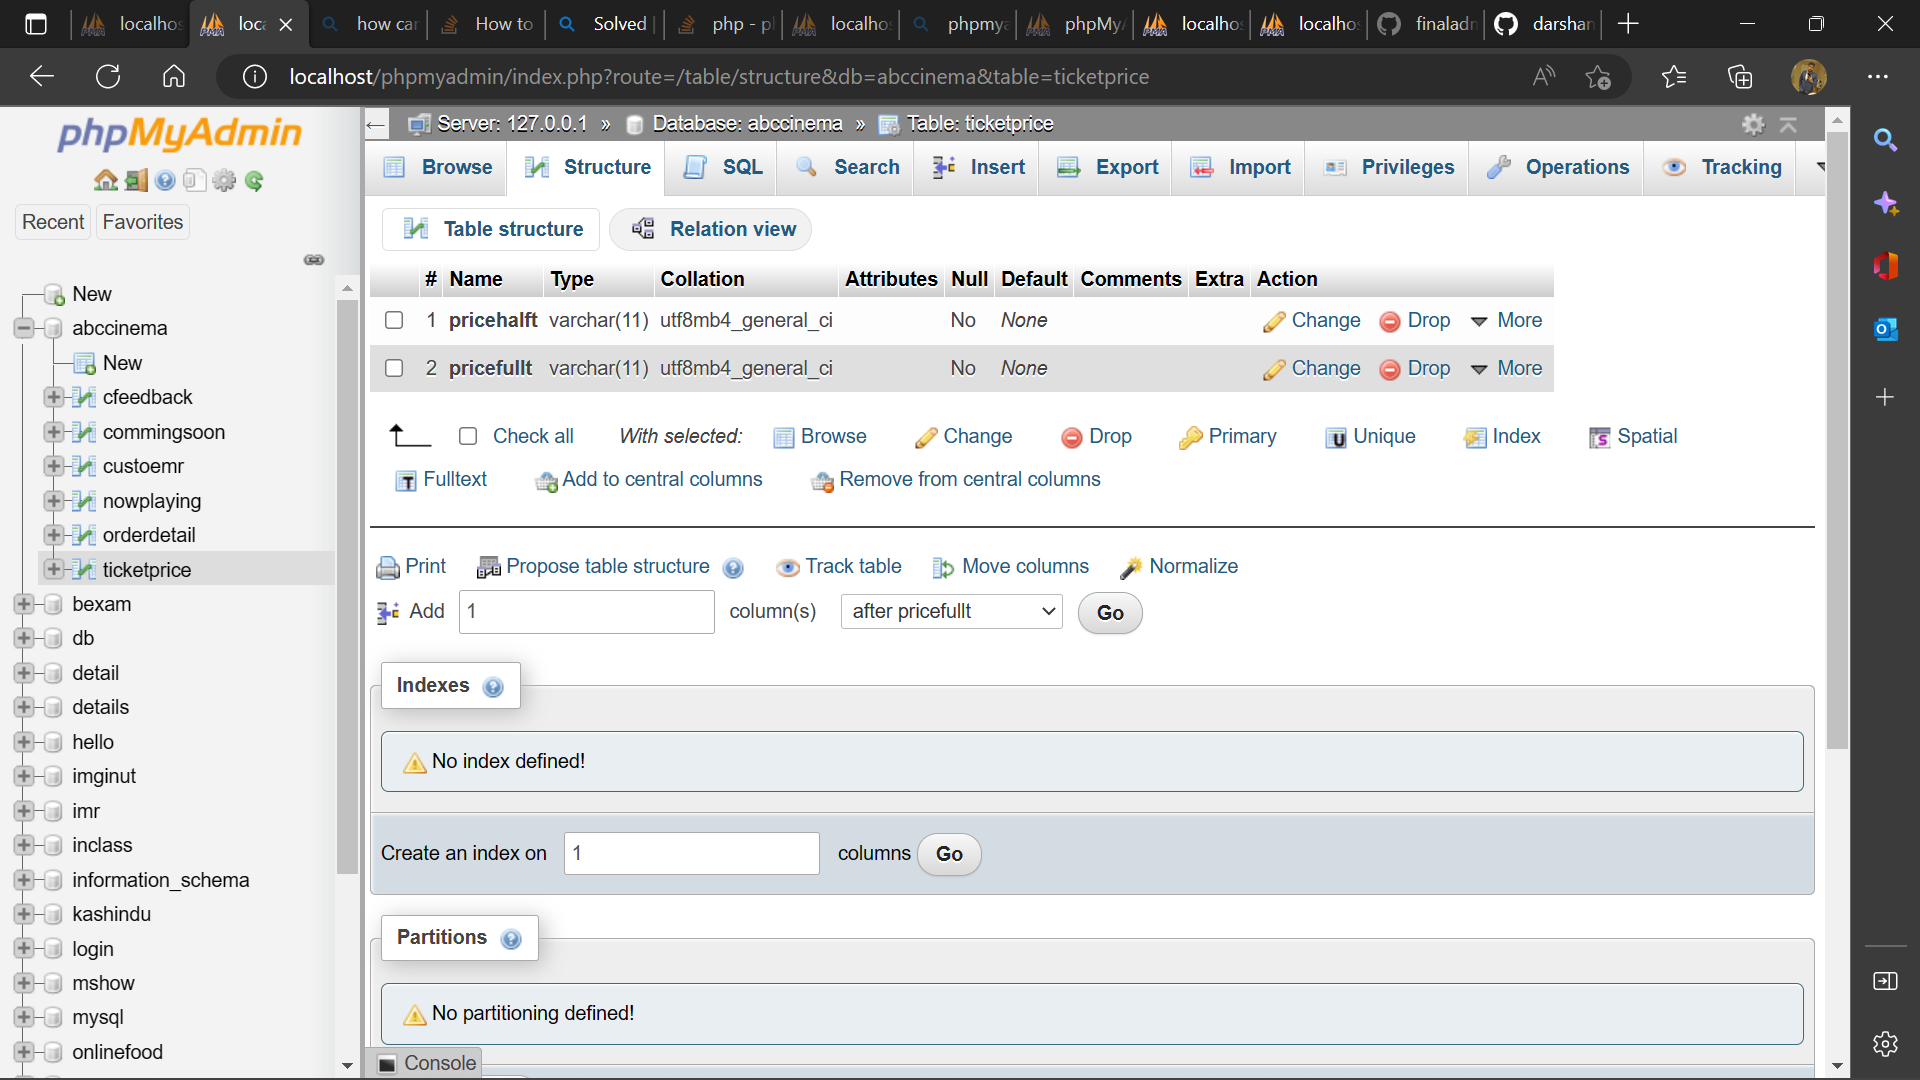 localhos
loca
how car
How to
Solved
php - pl
localhos
phpmya
phpMyA
localhos
localhos
finaladn
darshan
localhost/phpmyadmin/index.php?route=/table/structure&db=abccinema&table=ticketprice
phpMyAdmin
Recent Favorites
New
abccinema
New
cfeedback
commingsoon
custoemr
nowplaying
orderdetail
ticketprice
bexam
db
detail
details
hello
imginut
imr
inclass
information_schema
kashindu
login
mshow
mysql
onlinefood
Server: 127.0.0.1 » Database: abccinema » Table: ticketprice
Browse Structure SQL Search Insert Export Import Privileges Operations Tracking
Table structure Relation view
# Name Type Collation Attributes Null Default Comments Extra Action
1 pricehalft varchar(11) utf8mb4_general_ci No None Change Drop More
2 pricefullt varchar(11) utf8mb4_general_ci No None Change Drop More
Check all With selected: Browse Change Drop Primary Unique Index Spatial
Fulltext Add to central columns Remove from central columns
Print Propose table structure Track table Move columns Normalize
Add 1 column(s) after pricefullt Go
Indexes
No index defined!
Create an index on 1 columns Go
Partitions
No partitioning defined!
Console